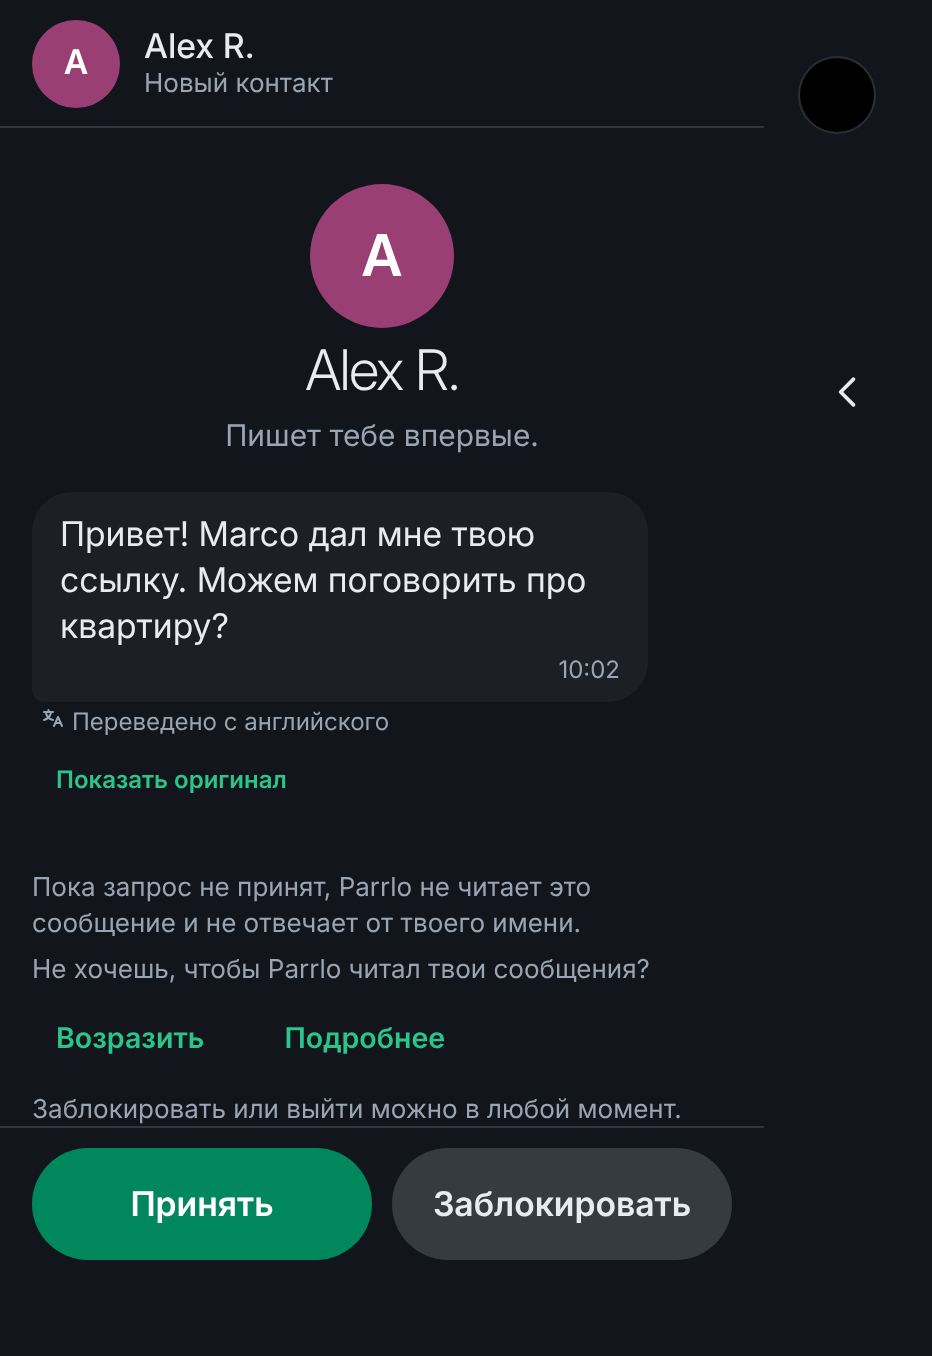 A
Alex R.
Новый контакт
A
Alex R.
Пишет тебе впервые.
Привет! Marco дал мне твою
ссылку. Можем поговорить про
квартиру?
10:02
Переведено с английского
Показать оригинал
Пока запрос не принят, Parrlo не читает это
сообщение и не отвечает от твоего имени.
Не хочешь, чтобы Parrlo читал твои сообщения?
Возразить Подробнее
Заблокировать или выйти можно в любой момент.
Принять Заблокировать